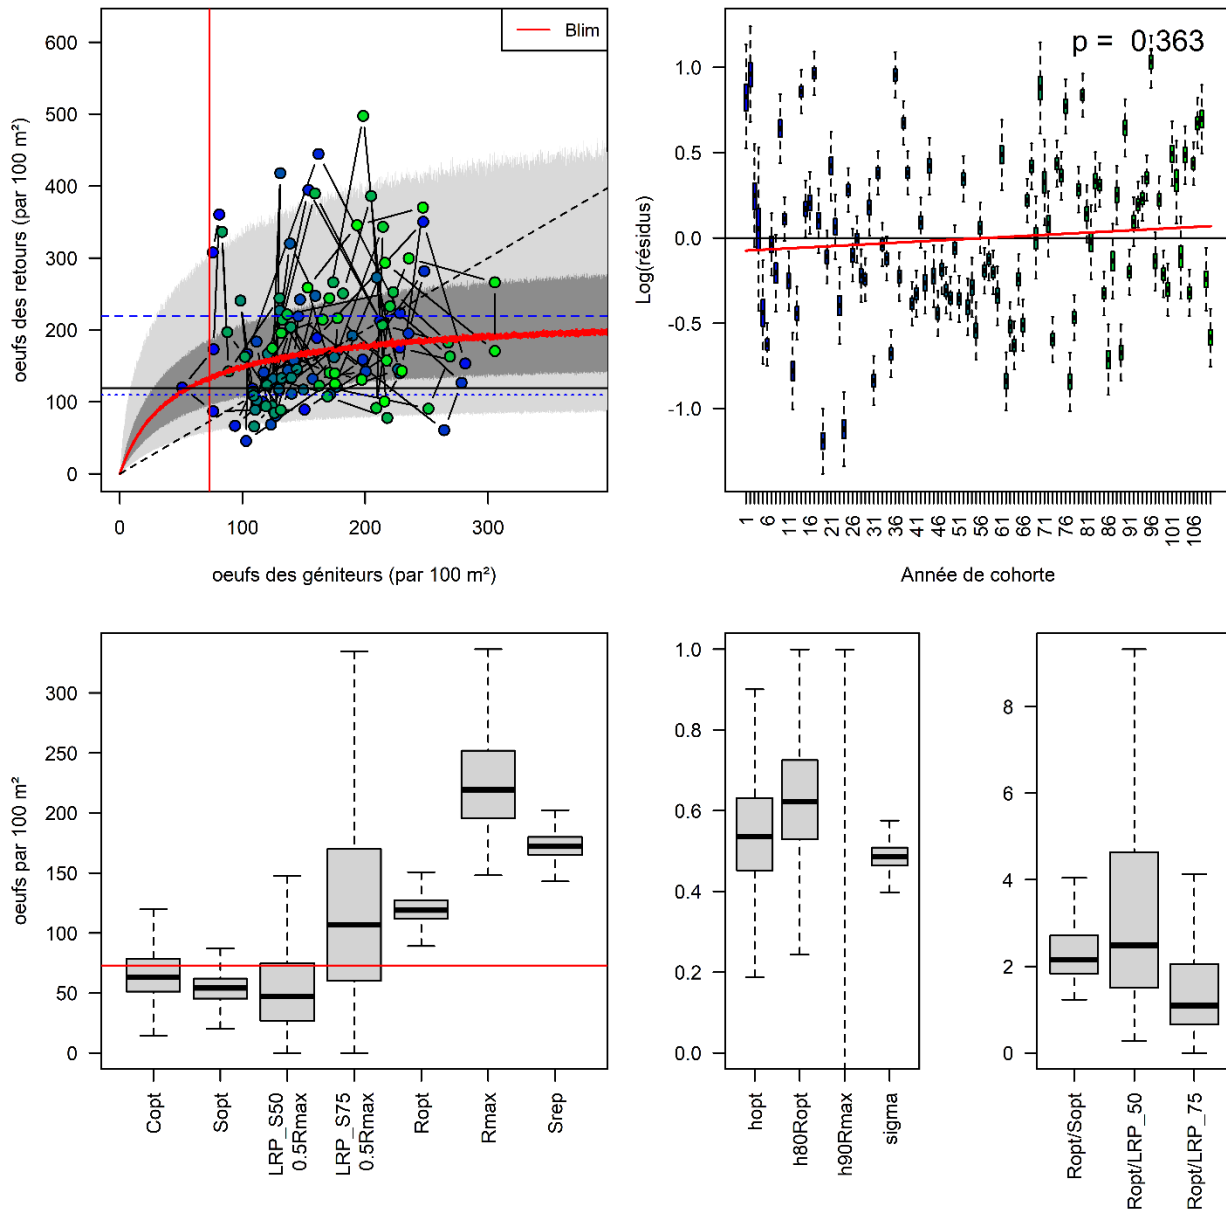 600
500
400
300
200
100
0
oeufs des retours (par 100 m²)
Blim
0
100
200
300
oeufs des géniteurs (par 100 m²)
p = 0.363
1.0
0.5
0.0
-0.5
-1.0
Log(résidus)
1
6
11
16
21
26
31
36
41
46
51
56
61
66
71
76
81
86
91
96
101
106
Année de cohorte
300
250
200
150
100
50
0
oeufs par 100 m²
Copt
Sopt
LRP_S50
0.5Rmax
LRP_S75
0.5Rmax
Ropt
Rmax
Srep
1.0
0.8
0.6
0.4
0.2
0.0
hopt
h80Ropt
h90Rmax
sigma
8
6
4
2
0
Ropt/Sopt
Ropt/LRP_50
Ropt/LRP_75